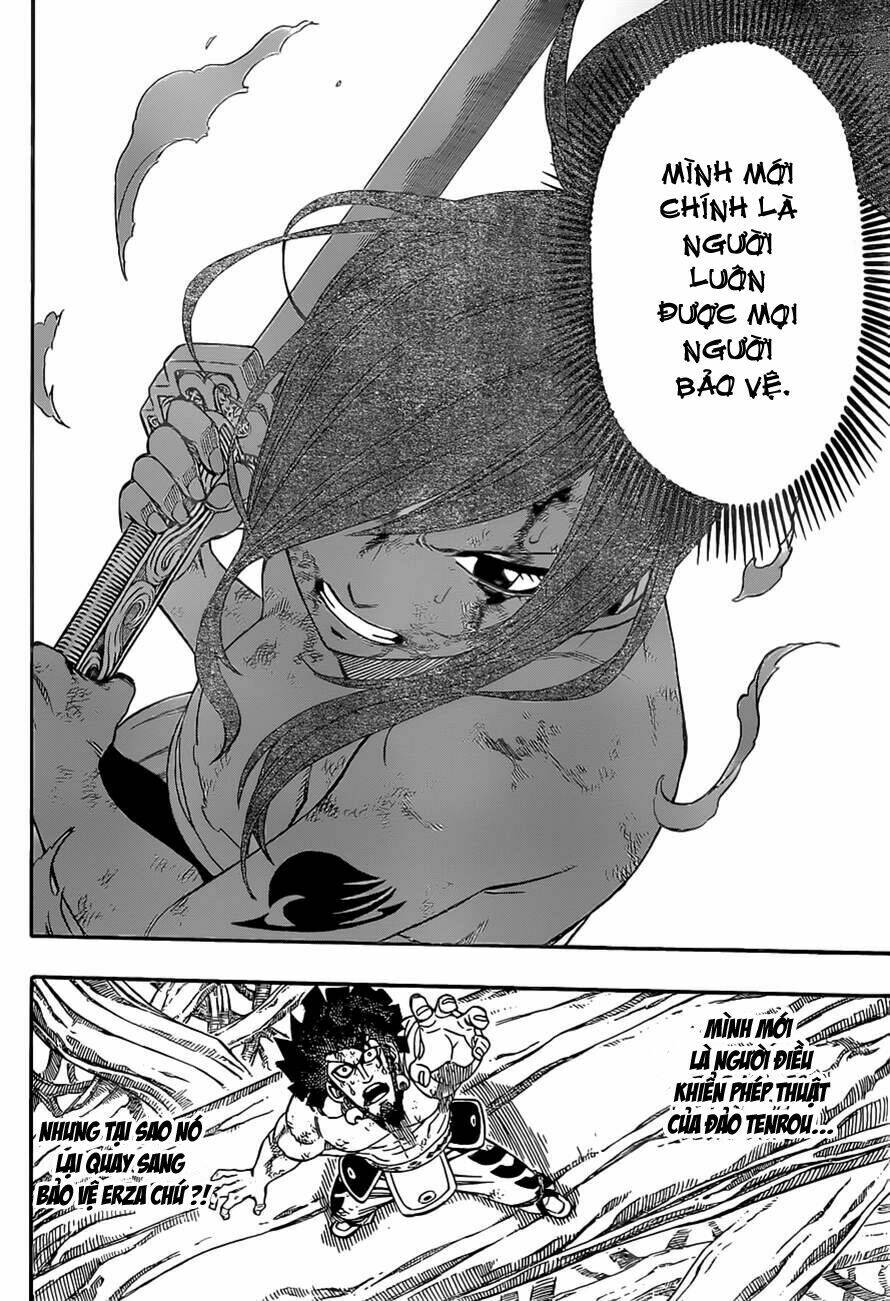 MÌNH MỚI
CHÍNH LÀ
NGƯỜI
LUÔN
ĐƯỢC MỌI
NGƯỜI
BẢO VỆ.
MÌNH MỚI
LÀ NGƯỜI ĐIỀU
KHIỂN PHÉP THUẬT
CỦA ĐẢO TENROU...
NHƯNG TẠI SAO NÓ
LẠI QUAY SANG
BẢO VỆ ERZA CHỨ ?!